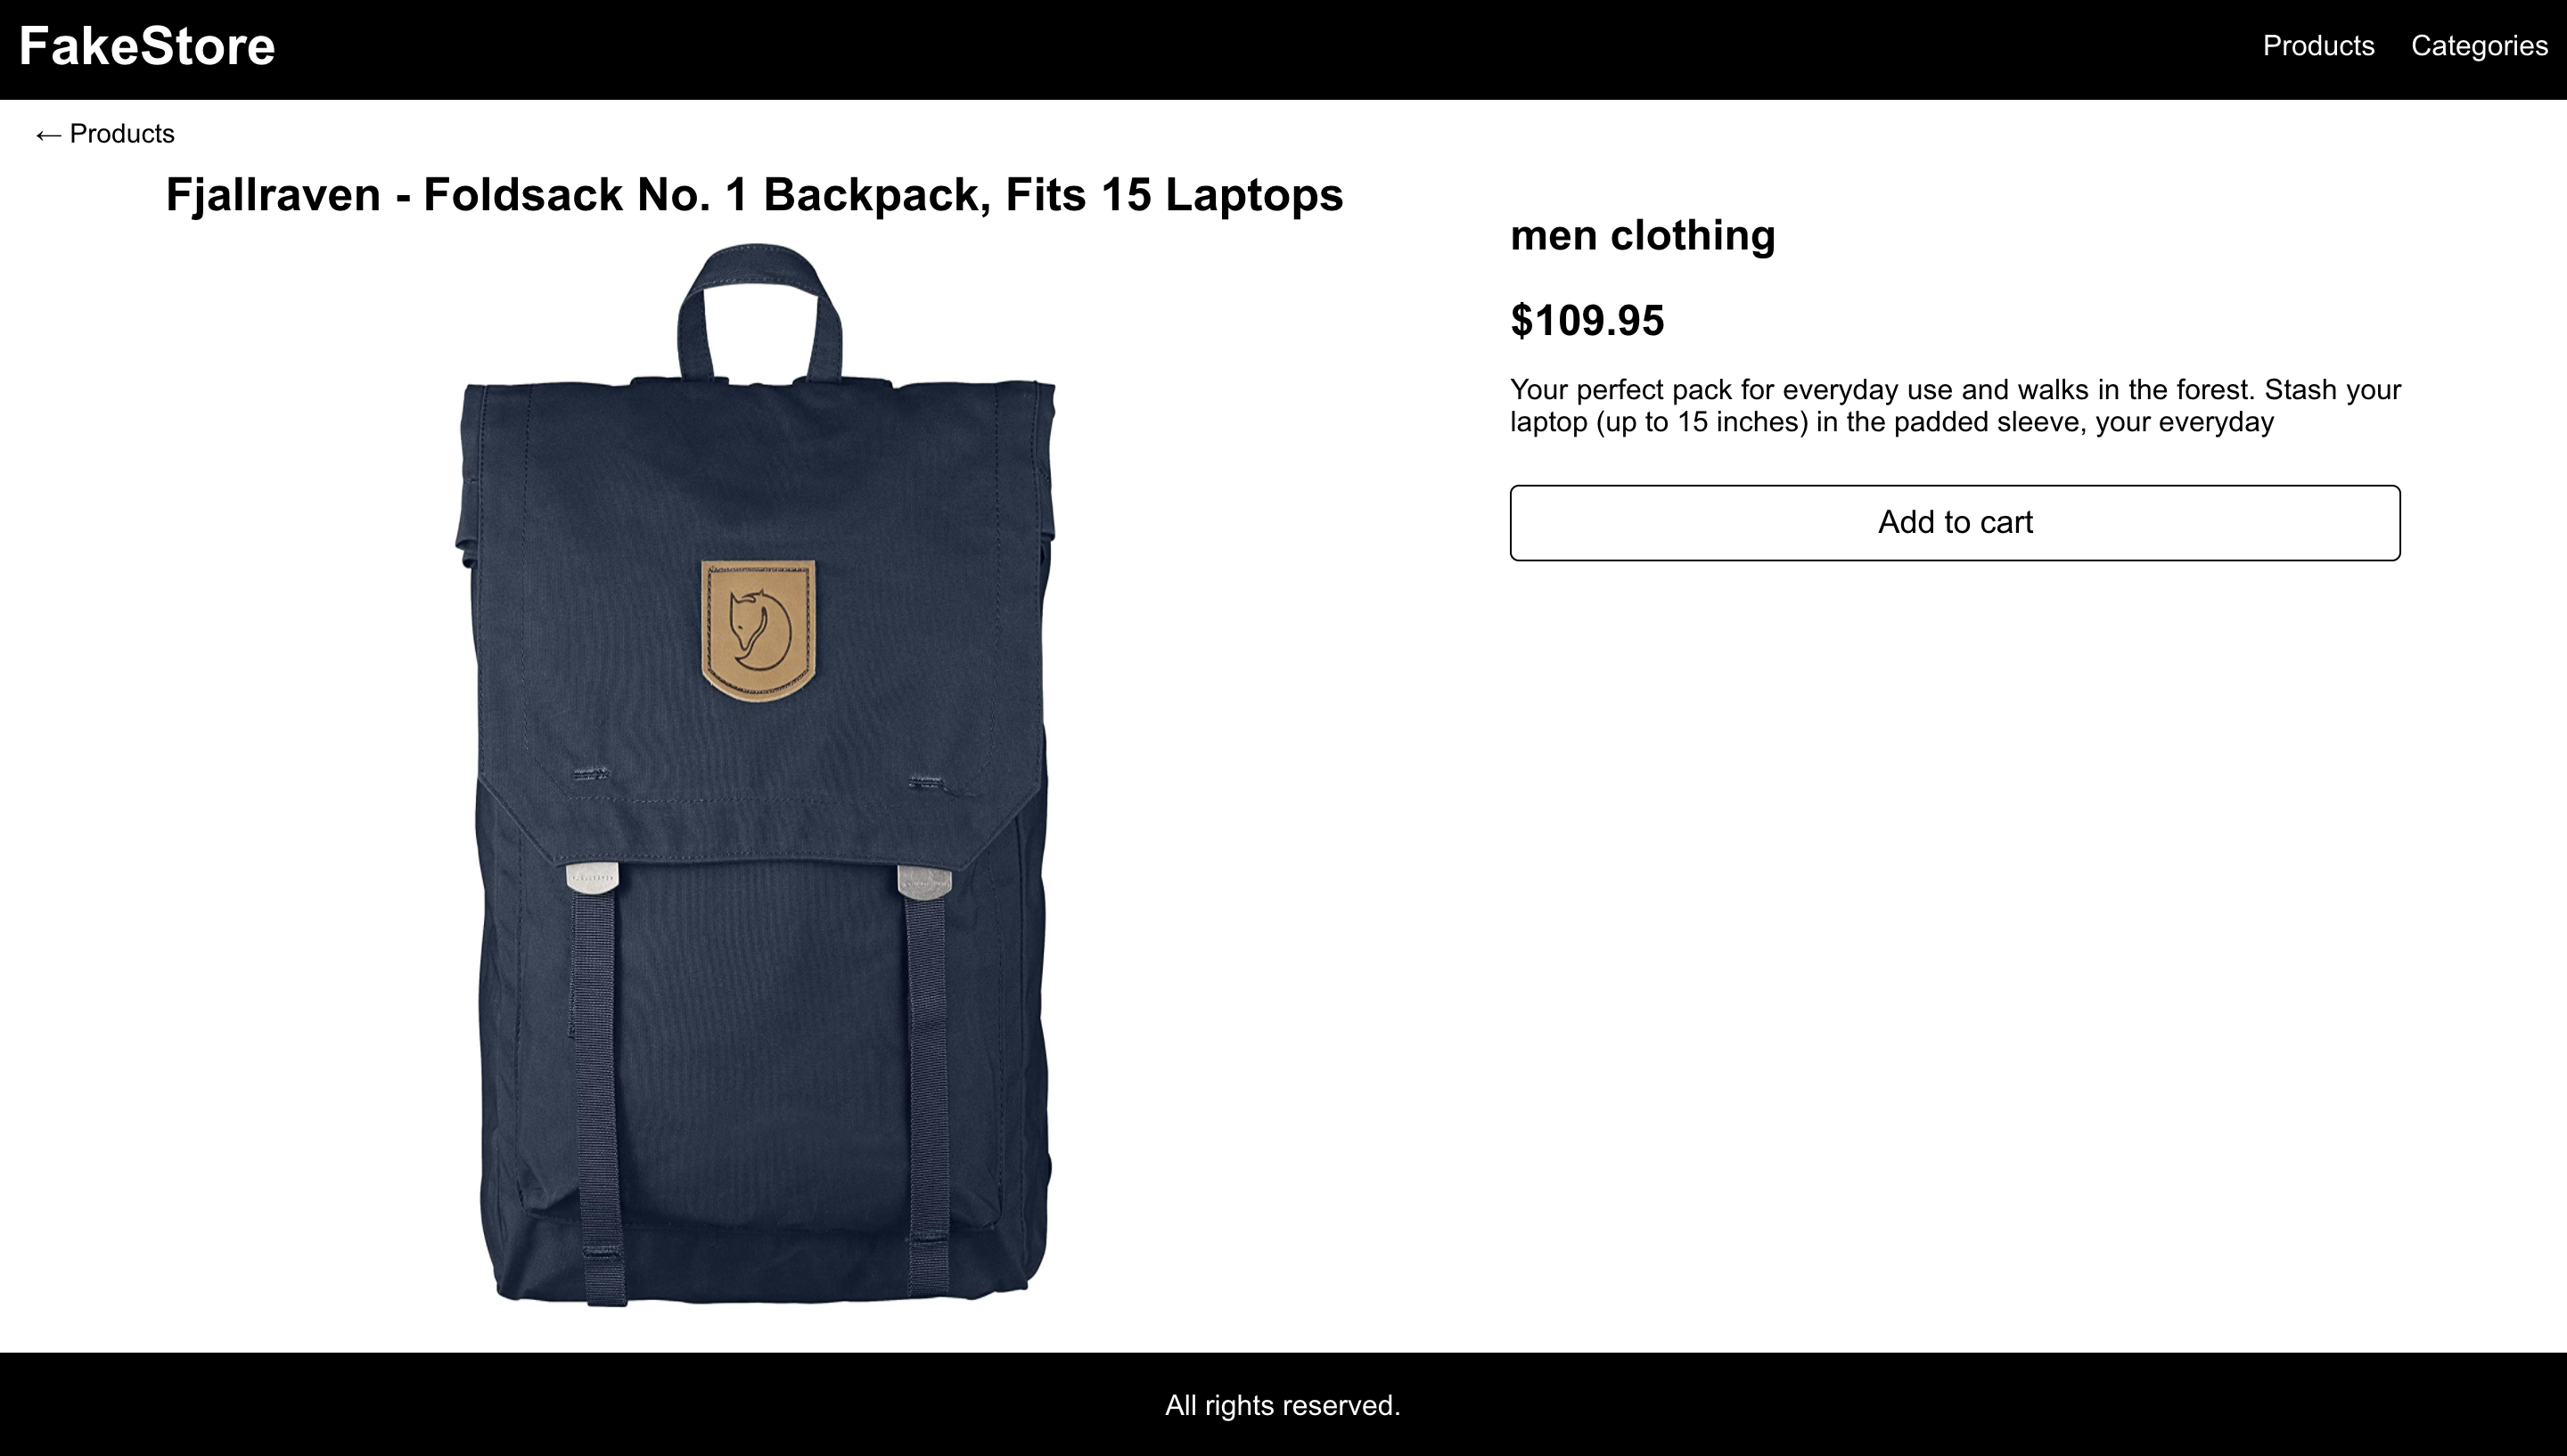 FakeStore
Products
Categories
← Products
Fjallraven - Foldsack No. 1 Backpack, Fits 15 Laptops
men clothing
$109.95
Your perfect pack for everyday use and walks in the forest. Stash your
laptop (up to 15 inches) in the padded sleeve, your everyday
Add to cart
All rights reserved.